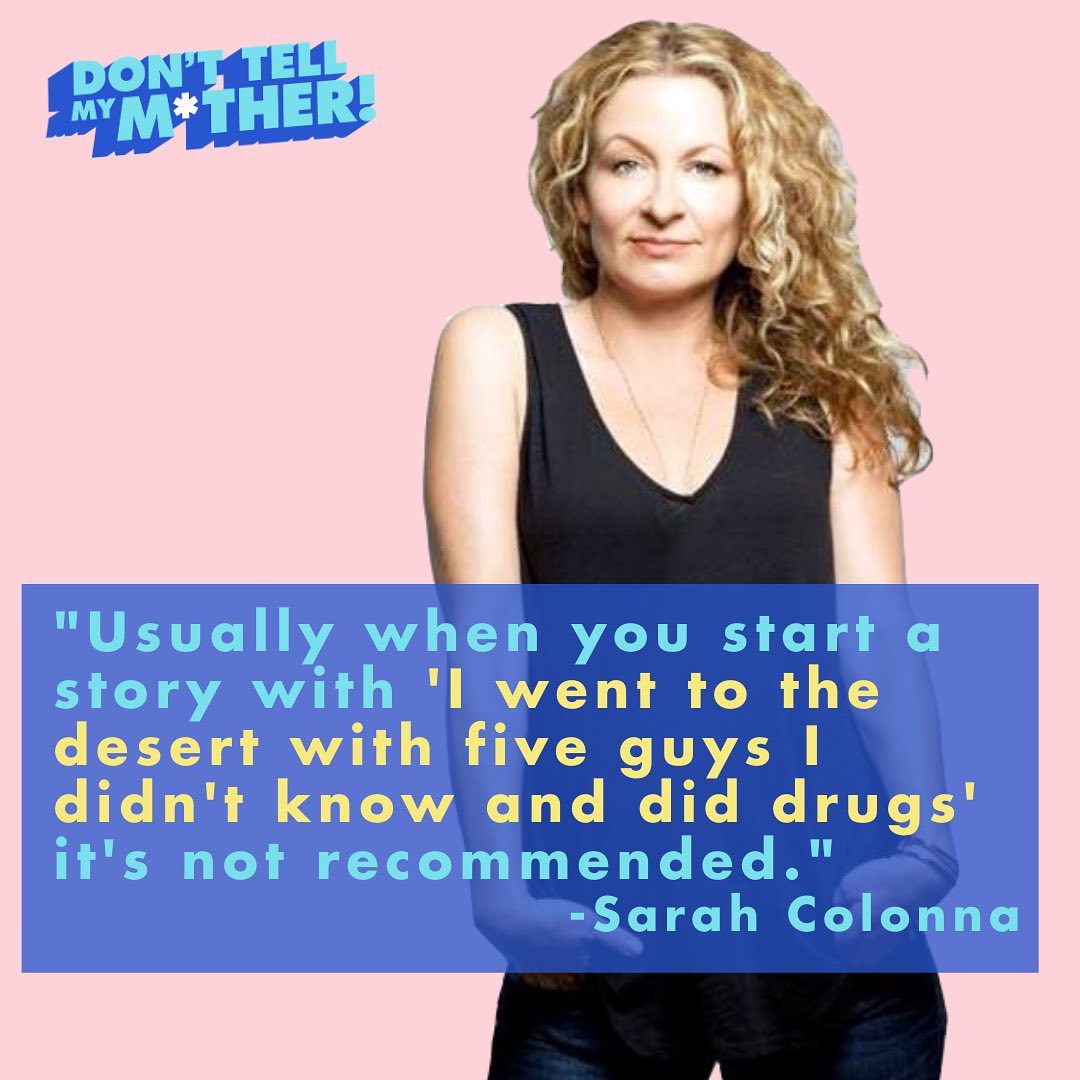 DON'T TELL
MY M*THER!
"Usually when you start a
story with 'I went to the
desert with five guys I
didn't know and did drugs'
it's not recommended."
-Sarah Colonna